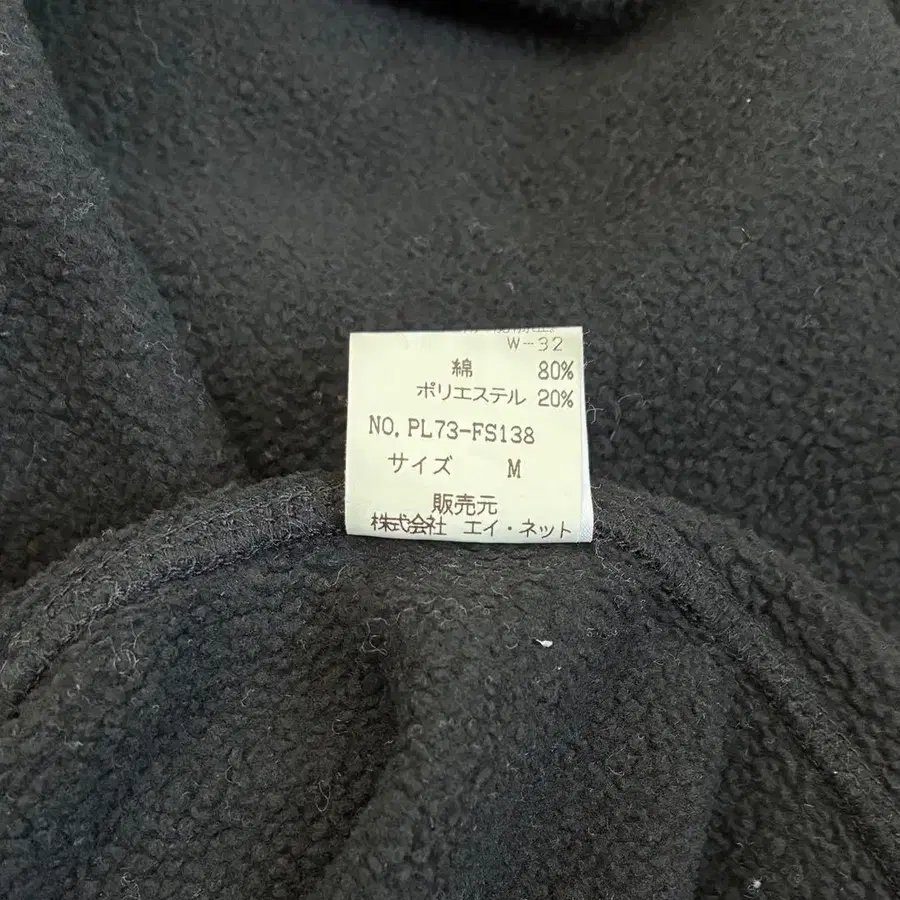 W-32
綿 80%
ポリエステル 20%
NO.PL73-FS138
サイズ M
販売元
株式会社 エイ・ネット